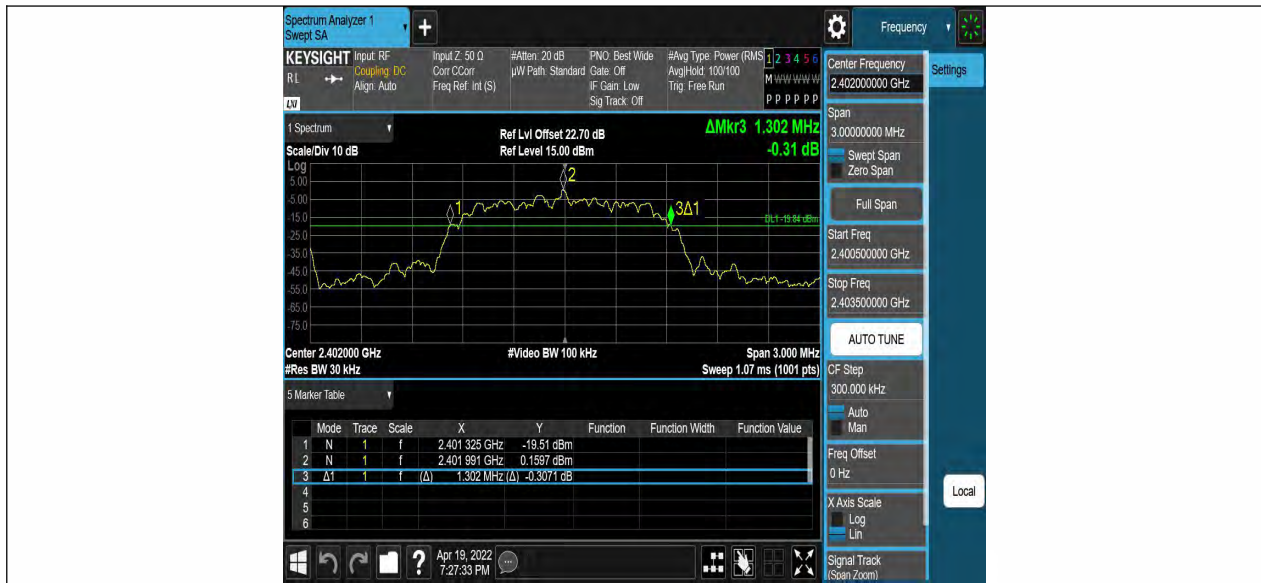 Spectrum Analyzer 1
Swept SA
+
Frequency
KEYSIGHT
RL
LXI
Input: RF
Coupling: DC
Align: Auto
Input Z: 50 Ω
Corr CCorr
Freq Ref: Int (S)
#Atten: 20 dB
µW Path: Standard
PNO: Best Wide
Gate: Off
IF Gain: Low
Sig Track: Off
#Avg Type: Power (RMS
Avg|Hold: 100/100
Trig: Free Run
1 2 3 4 5 6
M W W W W W
P P P P P P
1 Spectrum
Scale/Div 10 dB
Ref Lvl Offset 22.70 dB
Ref Level 15.00 dBm
ΔMkr3 1.302 MHz
-0.31 dB
Log
5.00
-5.00
-15.0
-25.0
-35.0
-45.0
-55.0
-65.0
-75.0
1
2
3Δ1
DL1 -19.84 dBm
Center 2.402000 GHz
#Video BW 100 kHz
Span 3.000 MHz
#Res BW 30 kHz
Sweep 1.07 ms (1001 pts)
5 Marker Table
Mode Trace Scale X Y Function Function Width Function Value
1 N 1 f 2.401 325 GHz -19.51 dBm
2 N 1 f 2.401 991 GHz 0.1597 dBm
3 Δ1 1 f (Δ) 1.302 MHz (Δ) -0.3071 dB
4
5
6
?
Apr 19, 2022
7:27:33 PM
Center Frequency
2.402000000 GHz
Settings
Span
3.00000000 MHz
Swept Span
Zero Span
Full Span
Start Freq
2.400500000 GHz
Stop Freq
2.403500000 GHz
AUTO TUNE
CF Step
300.000 kHz
Auto
Man
Freq Offset
0 Hz
X Axis Scale
Log
Lin
Signal Track
(Span Zoom)
Local